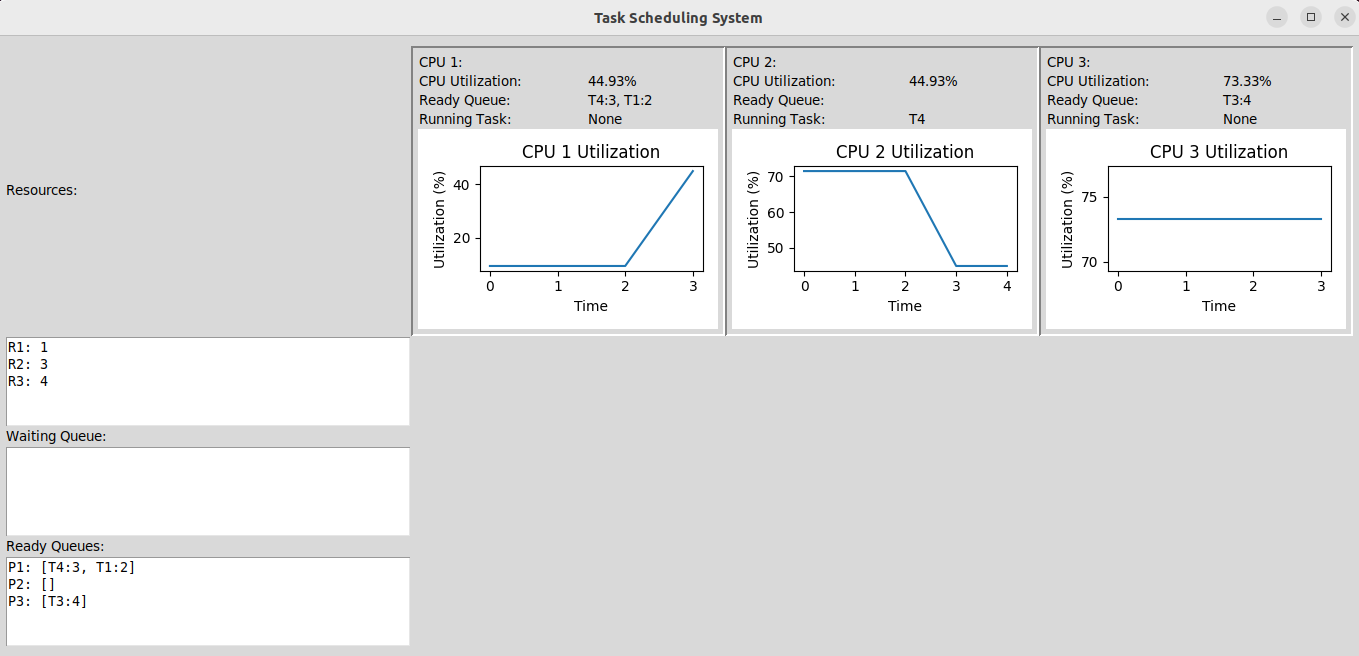 Task Scheduling System
Resources:
R1: 1
R2: 3
R3: 4
Waiting Queue:
Ready Queues:
P1: [T4:3, T1:2]
P2: []
P3: [T3:4]
CPU 1:
CPU Utilization: 44.93%
Ready Queue: T4:3, T1:2
Running Task: None
CPU 1 Utilization
Utilization (%)
40
20
0 1 2 3
Time
CPU 2:
CPU Utilization: 44.93%
Ready Queue:
Running Task: T4
CPU 2 Utilization
Utilization (%)
70
60
50
0 1 2 3 4
Time
CPU 3:
CPU Utilization: 73.33%
Ready Queue: T3:4
Running Task: None
CPU 3 Utilization
Utilization (%)
75
70
0 1 2 3
Time